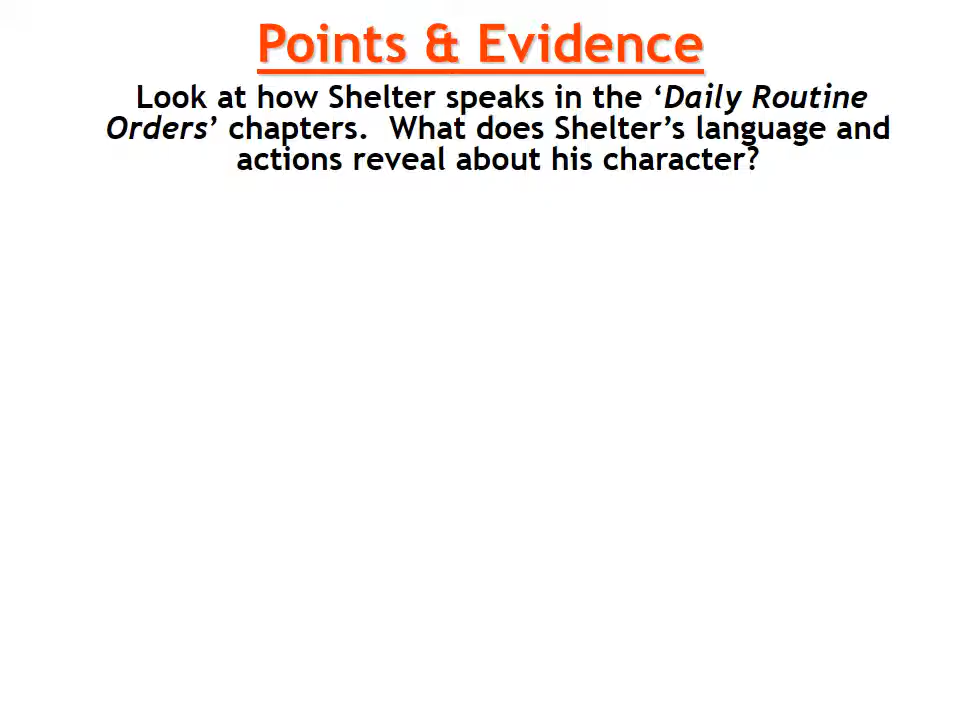 Points & Evidence
Look at how Shelter speaks in the ‘Daily Routine
Orders’ chapters.  What does Shelter’s language and
actions reveal about his character?